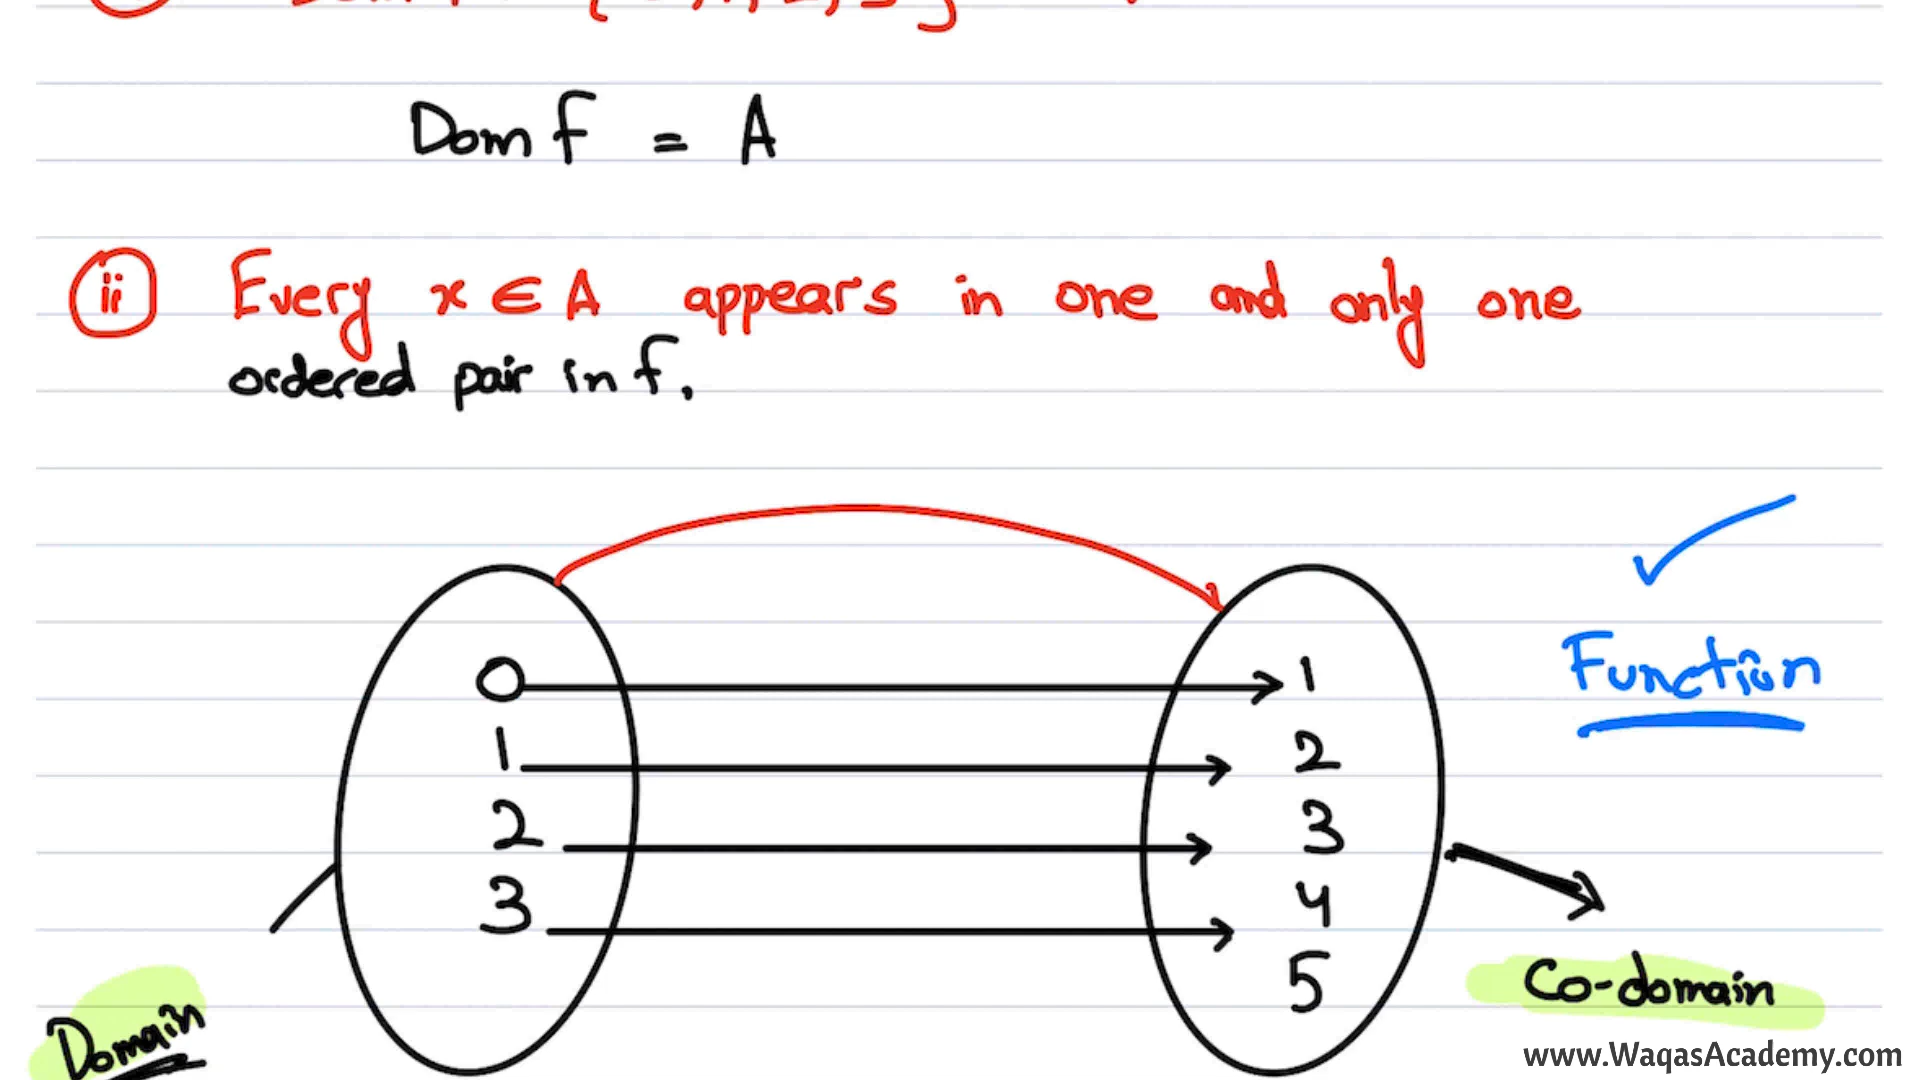 Dom f = A
ii Every x ∈ A appears in one and only one
ordered pair in f.
Function
0 1
1 2
2 3
3 4
5
Co-domain
Domain
www.WaqasAcademy.com